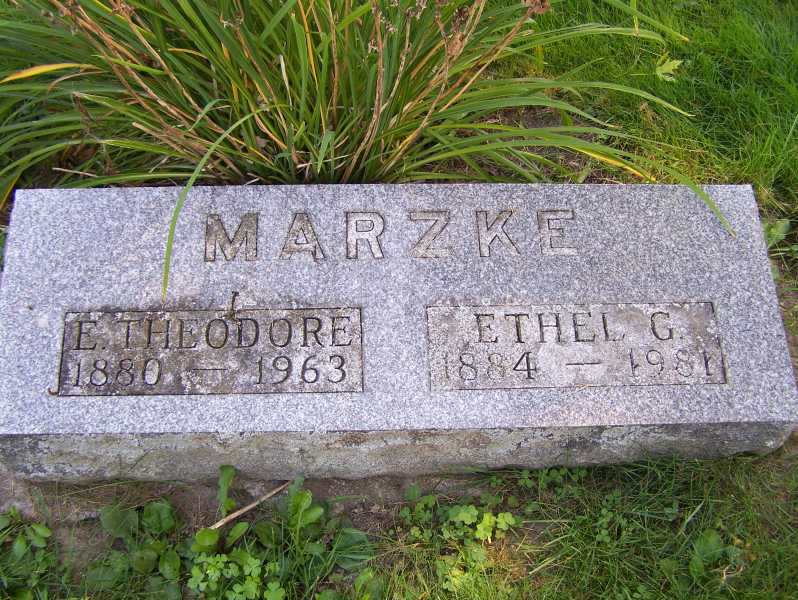 MARZKE
E. THEODORE
1880 — 1963
ETHEL G.
1884 — 1981